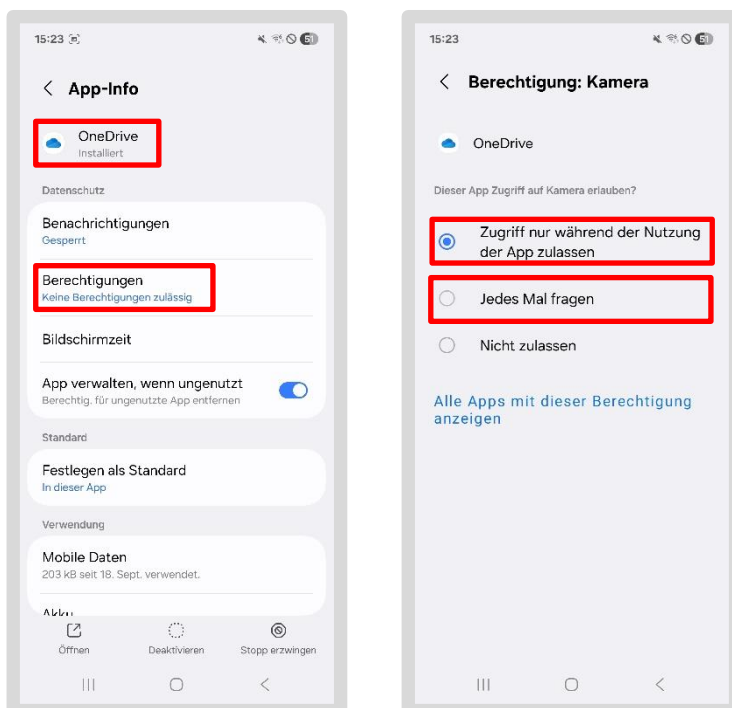 15:23
51
App-Info
OneDrive
Installiert
Datenschutz
Benachrichtigungen
Gesperrt
Berechtigungen
Keine Berechtigungen zulässig
Bildschirmzeit
App verwalten, wenn ungenutzt
Berechtig. für ungenutzte App entfernen
Standard
Festlegen als Standard
In dieser App
Verwendung
Mobile Daten
203 kB seit 18. Sept. verwendet.
Akku
Öffnen
Deaktivieren
Stopp erzwingen
15:23
51
Berechtigung: Kamera
OneDrive
Dieser App Zugriff auf Kamera erlauben?
Zugriff nur während der Nutzung
der App zulassen
Jedes Mal fragen
Nicht zulassen
Alle Apps mit dieser Berechtigung
anzeigen